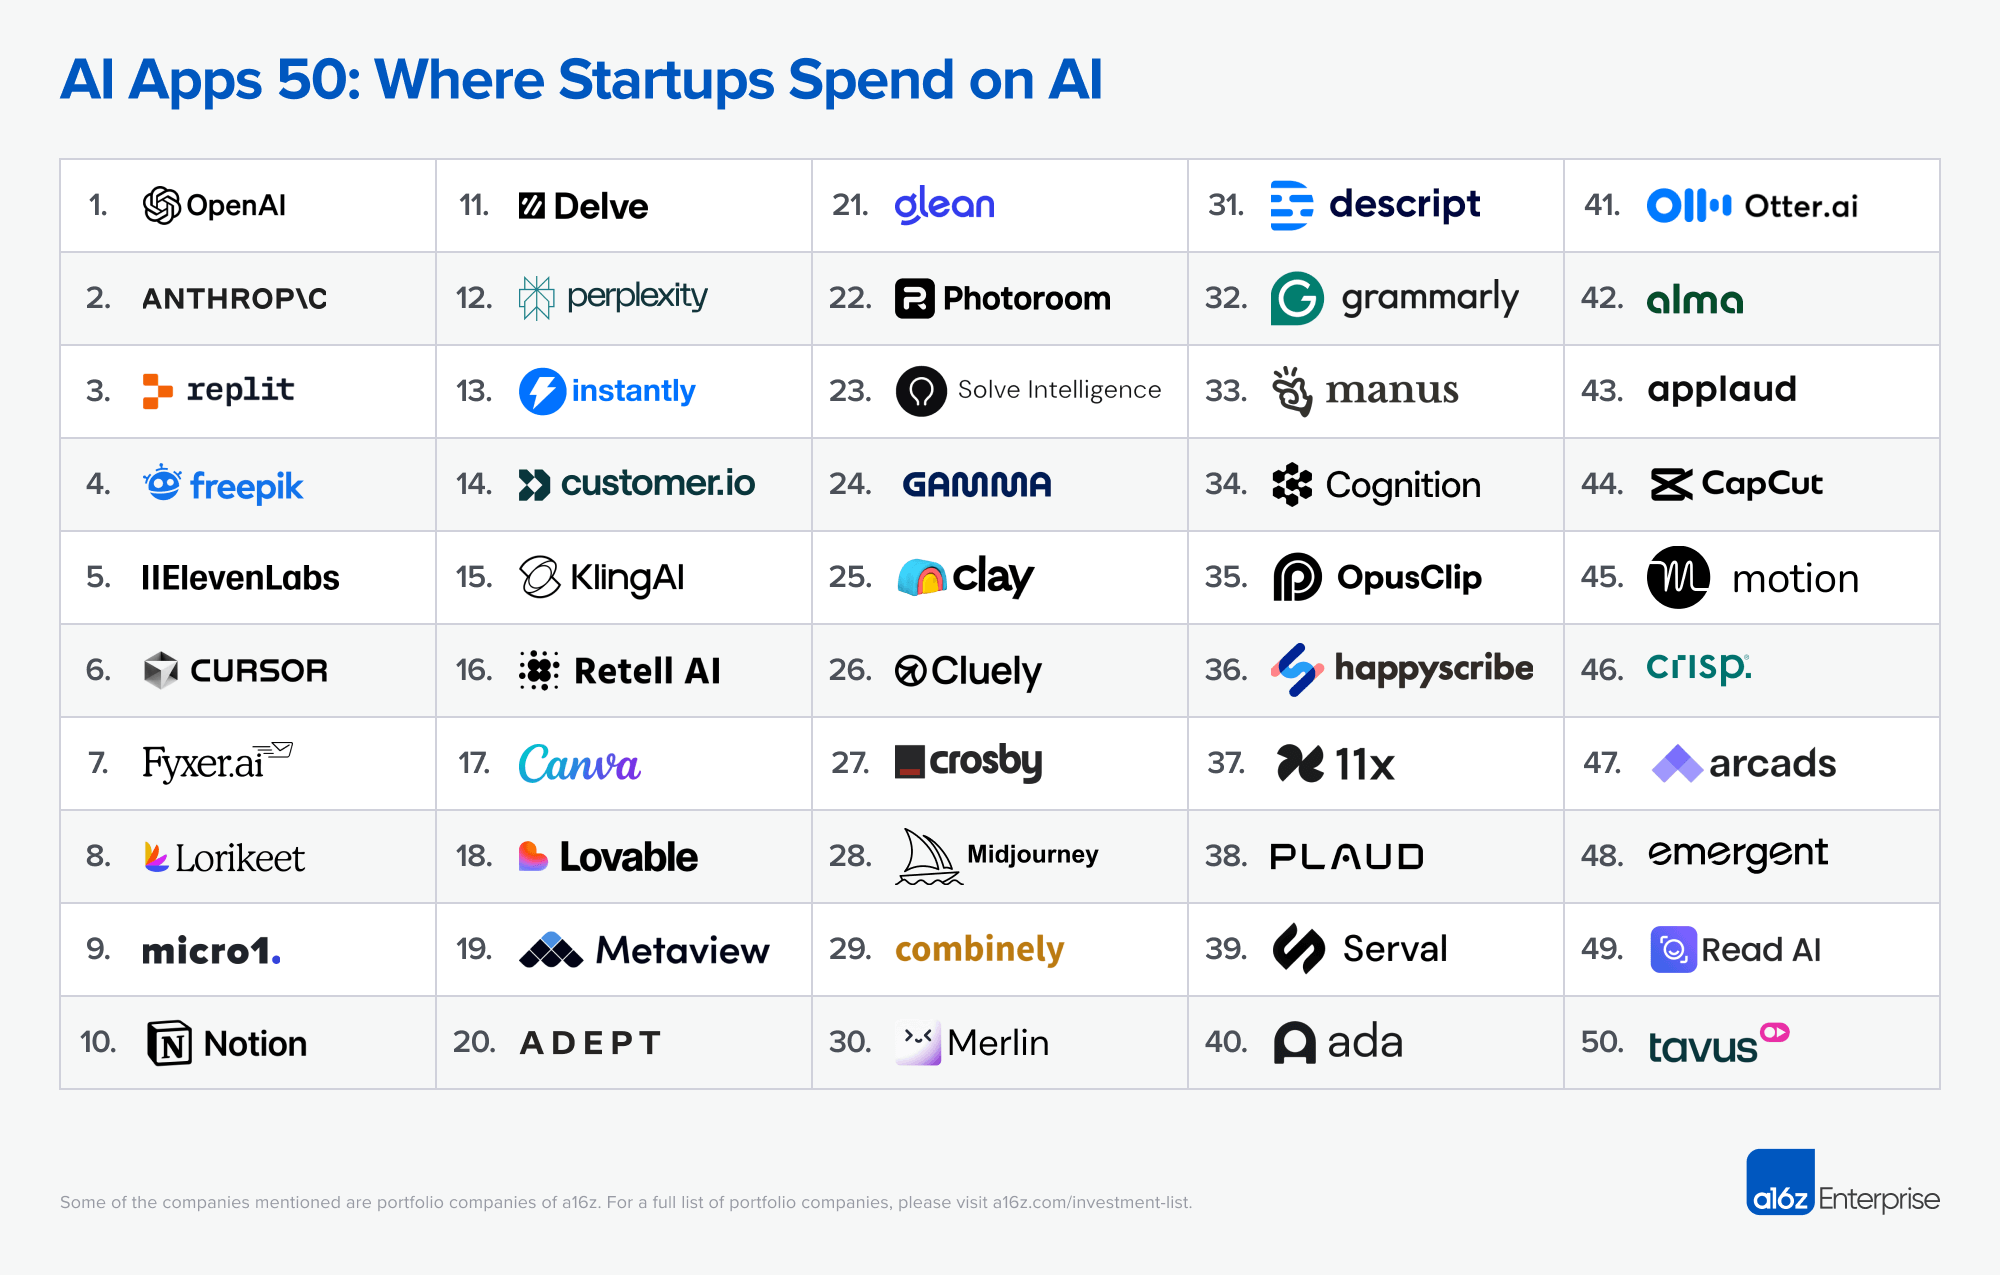 AI Apps 50: Where Startups Spend on AI
1. OpenAI
11. Delve
21. glean
31. descript
41. Otter.ai
2. ANTHROP\C
12. perplexity
22. Photoroom
32. grammarly
42. alma
3. replit
13. instantly
23. Solve Intelligence
33. manus
43. applaud
4. freepik
14. customer.io
24. GAMMA
34. Cognition
44. CapCut
5. IIElevenLabs
15. KlingAI
25. clay
35. OpusClip
45. motion
6. CURSOR
16. Retell AI
26. Cluely
36. happyscribe
46. crisp.
7. Fyxer.ai
17. Canva
27. crosby
37. 11x
47. arcads
8. Lorikeet
18. Lovable
28. Midjourney
38. PLAUD
48. emergent
9. micro1.
19. Metaview
29. combinely
39. Serval
49. Read AI
10. Notion
20. ADEPT
30. Merlin
40. ada
50. tavus
Some of the companies mentioned are portfolio companies of a16z. For a full list of portfolio companies, please visit a16z.com/investment-list.
a16z Enterprise